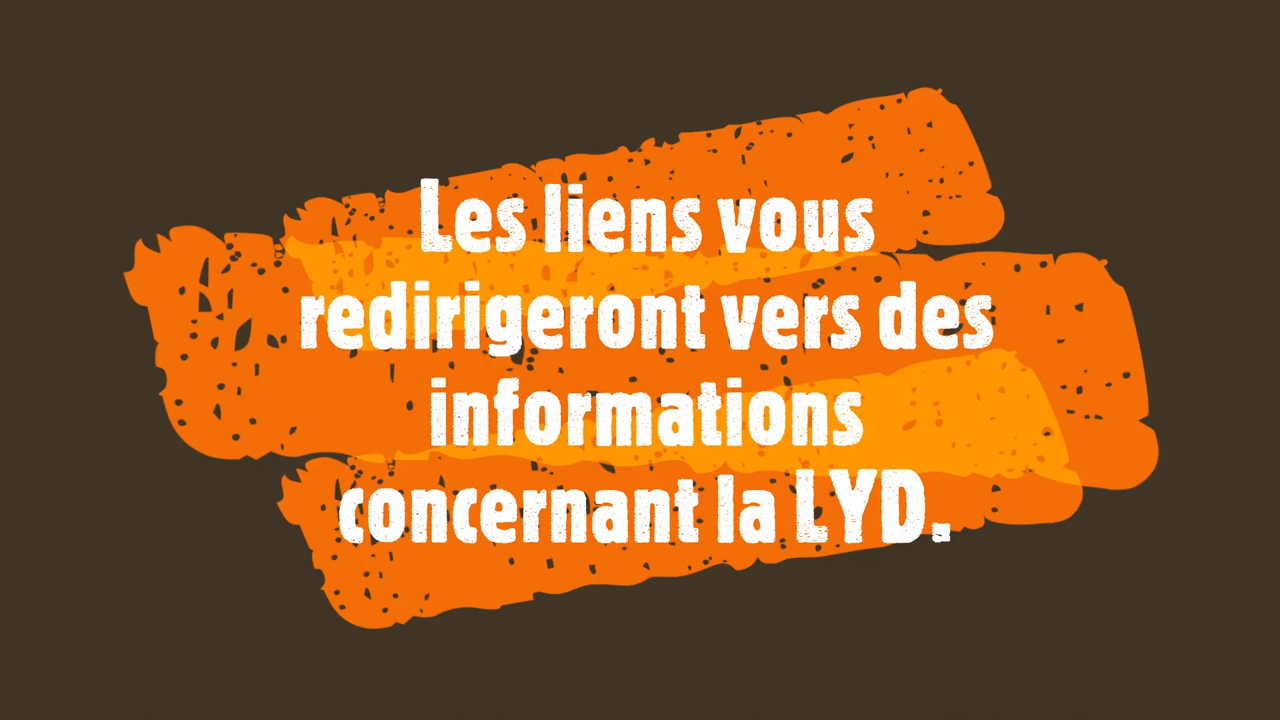 Les liens vous
redirigeront vers des
informations
concernant la LYD.